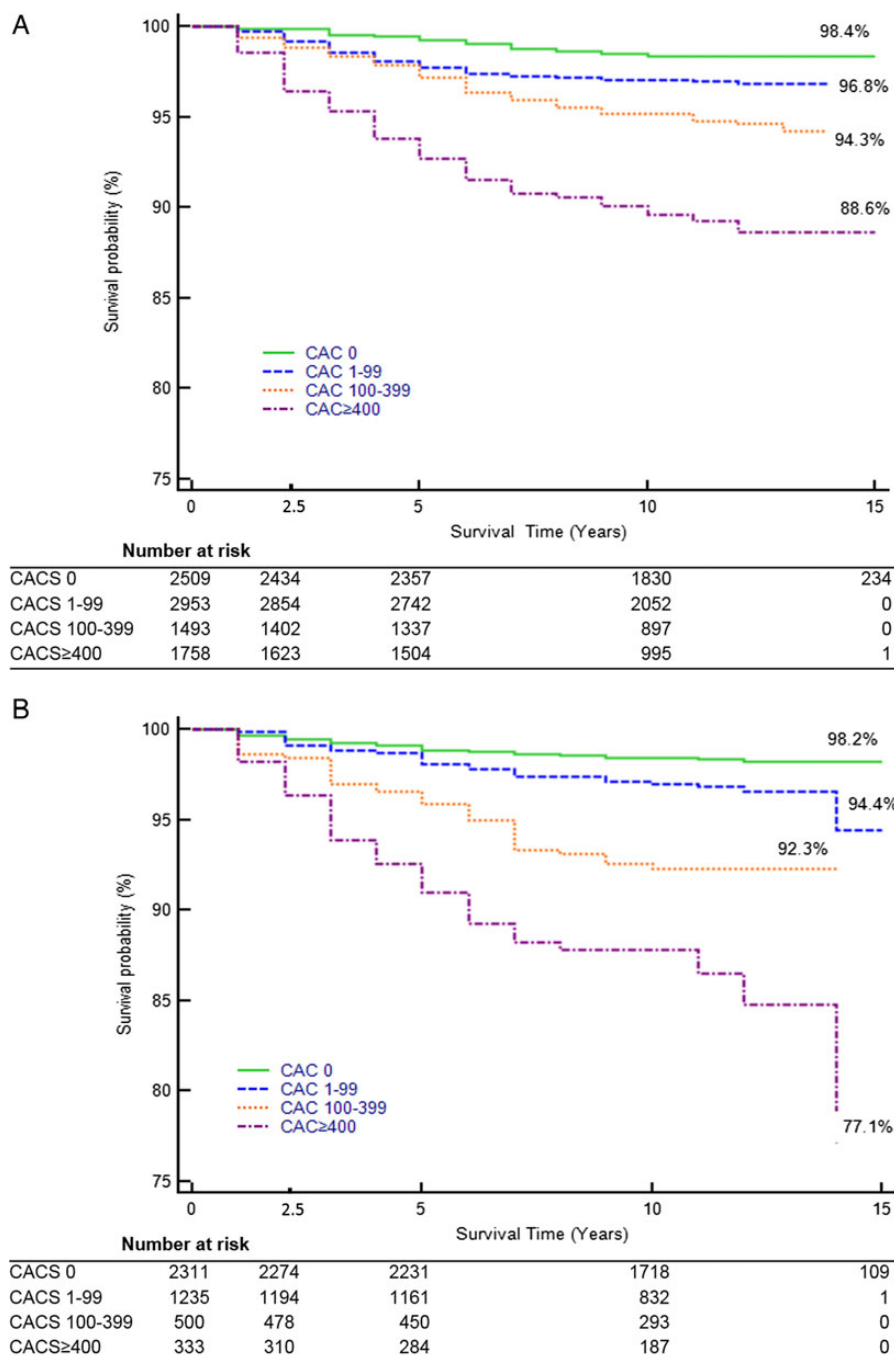 A
100
98.4%
96.8%
95
94.3%
Survival probability (%)
90
88.6%
85
CAC 0
CAC 1-99
80
CAC 100-399
CAC≥400
75
0 2.5 5 10 15
Survival Time (Years)
Number at risk
CACS 0 2509 2434 2357 1830 234
CACS 1-99 2953 2854 2742 2052 0
CACS 100-399 1493 1402 1337 897 0
CACS≥400 1758 1623 1504 995 1
B
100
98.2%
95
94.4%
92.3%
Survival probability (%)
90
85
CAC 0
CAC 1-99
80
CAC 100-399
CAC≥400
77.1%
75
0 2.5 5 10 15
Survival Time (Years)
Number at risk
CACS 0 2311 2274 2231 1718 109
CACS 1-99 1235 1194 1161 832 1
CACS 100-399 500 478 450 293 0
CACS≥400 333 310 284 187 0